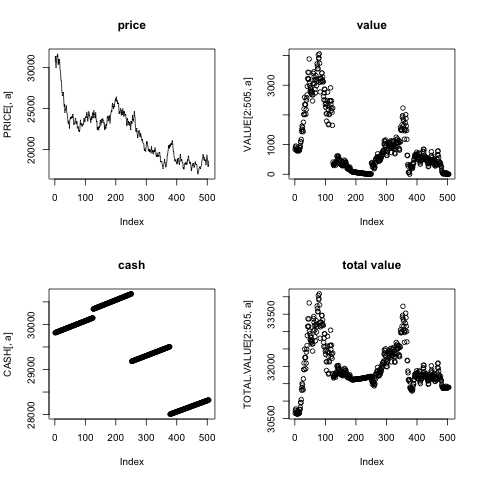 price
PRICE[, a]
20000 25000 30000
0 100 200 300 400 500
Index
value
VALUE[2:505, a]
0 1000 3000
0 100 200 300 400 500
Index
cash
CASH[, a]
28000 29000 30000
0 100 200 300 400 500
Index
total value
TOTAL.VALUE[2:505, a]
30500 32000 33500
0 100 200 300 400 500
Index